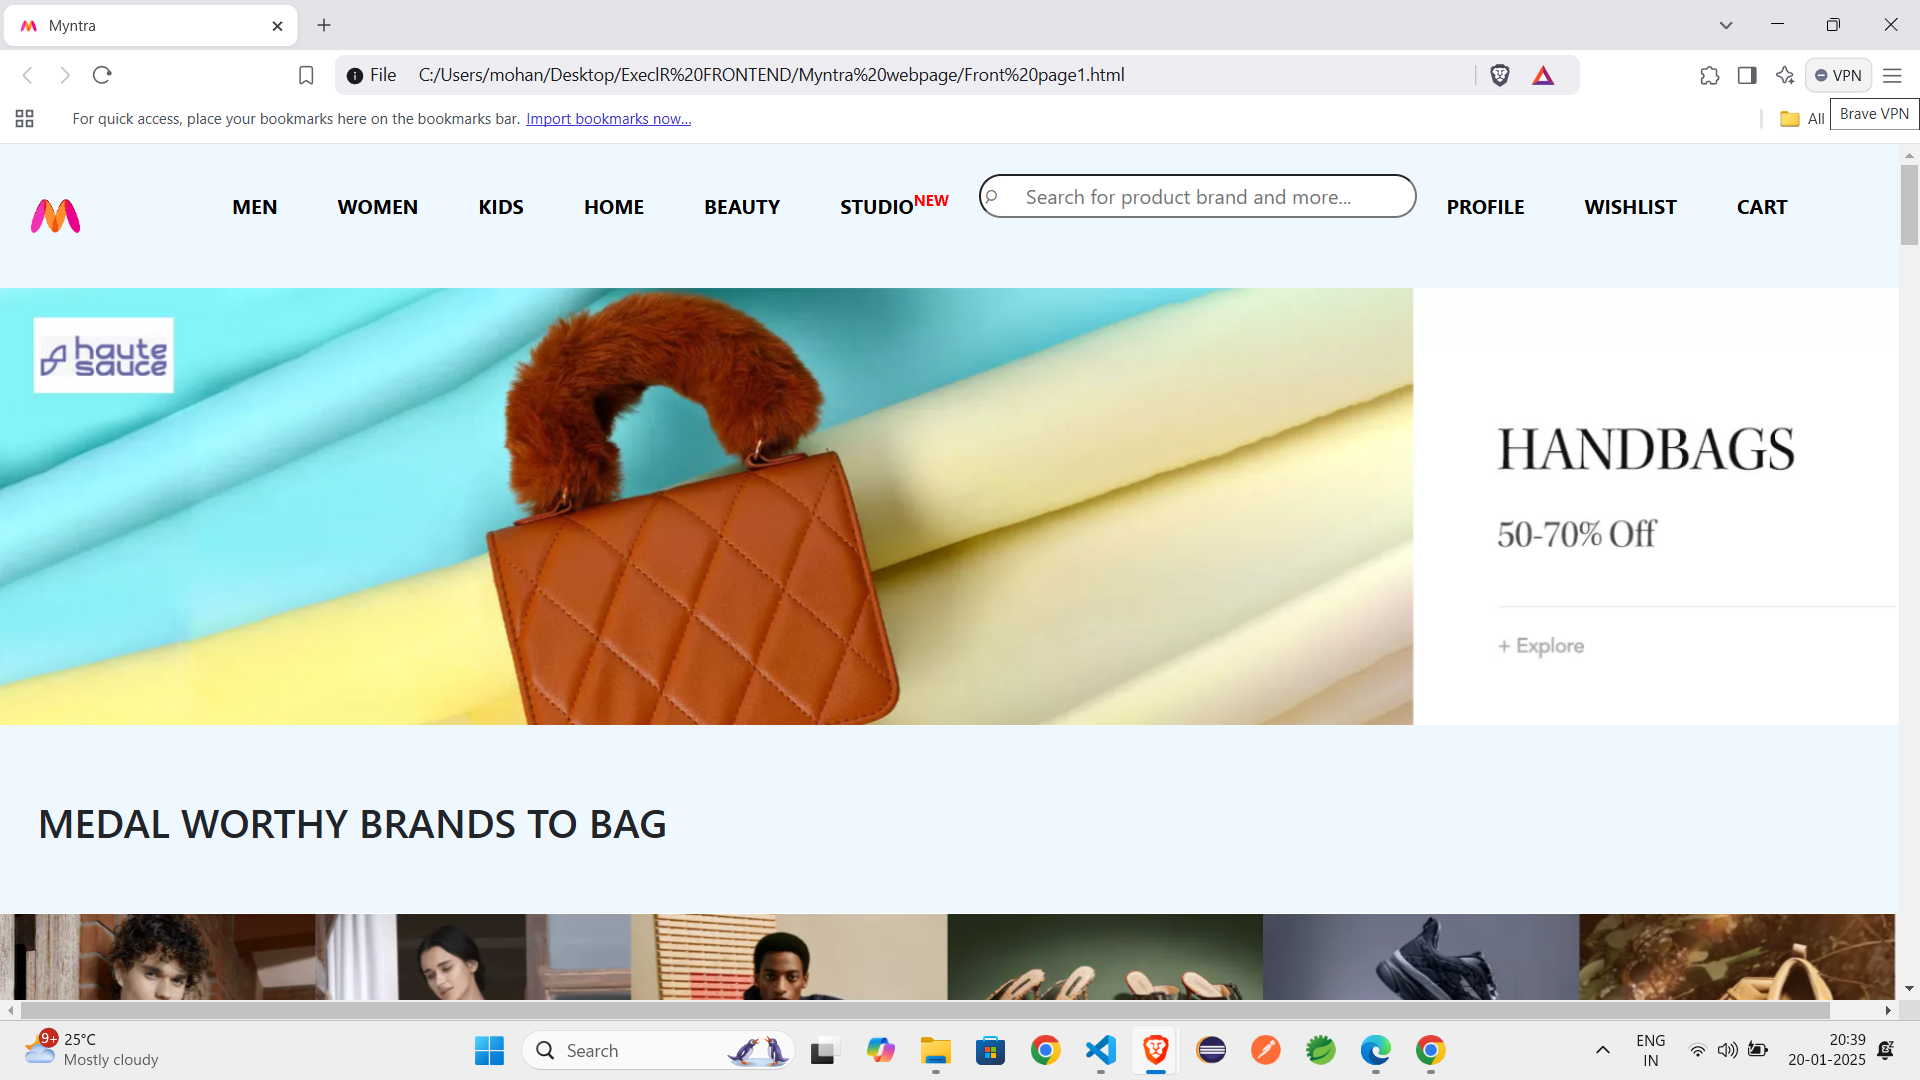 Myntra
File C:/Users/mohan/Desktop/ExeclR%20FRONTEND/Myntra%20webpage/Front%20page1.html
VPN
For quick access, place your bookmarks here on the bookmarks bar. Import bookmarks now...
All
Brave VPN
MEN WOMEN KIDS HOME BEAUTY STUDIO NEW Search for product brand and more... PROFILE WISHLIST CART
haute
sauce
HANDBAGS
50-70% Off
+ Explore
MEDAL WORTHY BRANDS TO BAG
9+ 25°C
Mostly cloudy
Search
ENG
IN
20:39
20-01-2025